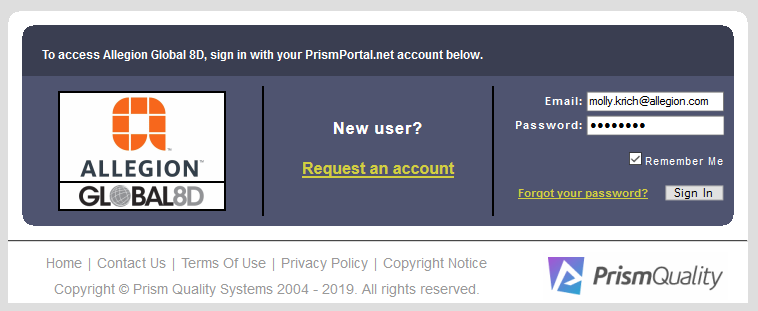 To access Allegion Global 8D, sign in with your PrismPortal.net account below.
ALLEGION™
GLOBAL8D
New user?
Request an account
Email: molly.krich@allegion.com
Password: ●●●●●●●●
Remember Me
Forgot your password? Sign In
Home | Contact Us | Terms Of Use | Privacy Policy | Copyright Notice
Copyright © Prism Quality Systems 2004 - 2019. All rights reserved.
PrismQuality